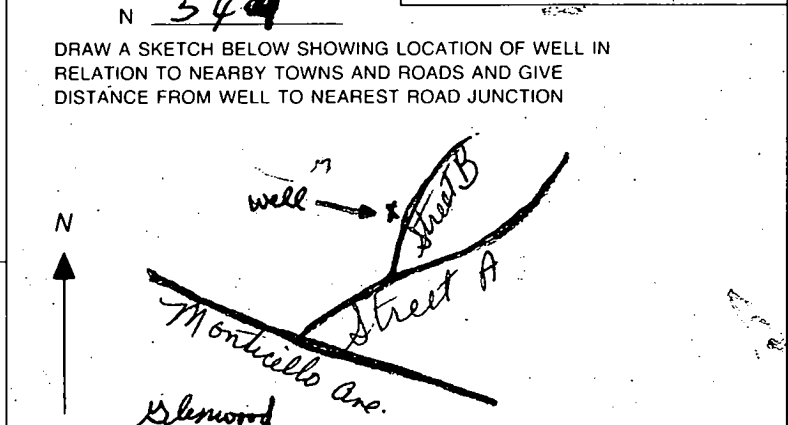 N 544
DRAW A SKETCH BELOW SHOWING LOCATION OF WELL IN
RELATION TO NEARBY TOWNS AND ROADS AND GIVE
DISTANCE FROM WELL TO NEAREST ROAD JUNCTION
well
Street B
N
Street A
Monticello Ave.
Glenwood